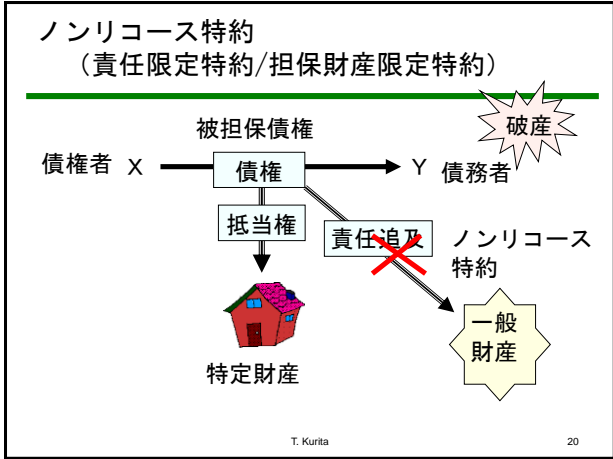 ノンリコース特約
（責任限定特約/担保財産限定特約）
破産
被担保債権
債権者 X
債権
Y 債務者
抵当権
責任追及
ノンリコース
特約
一般
財産
特定財産
T. Kurita
20